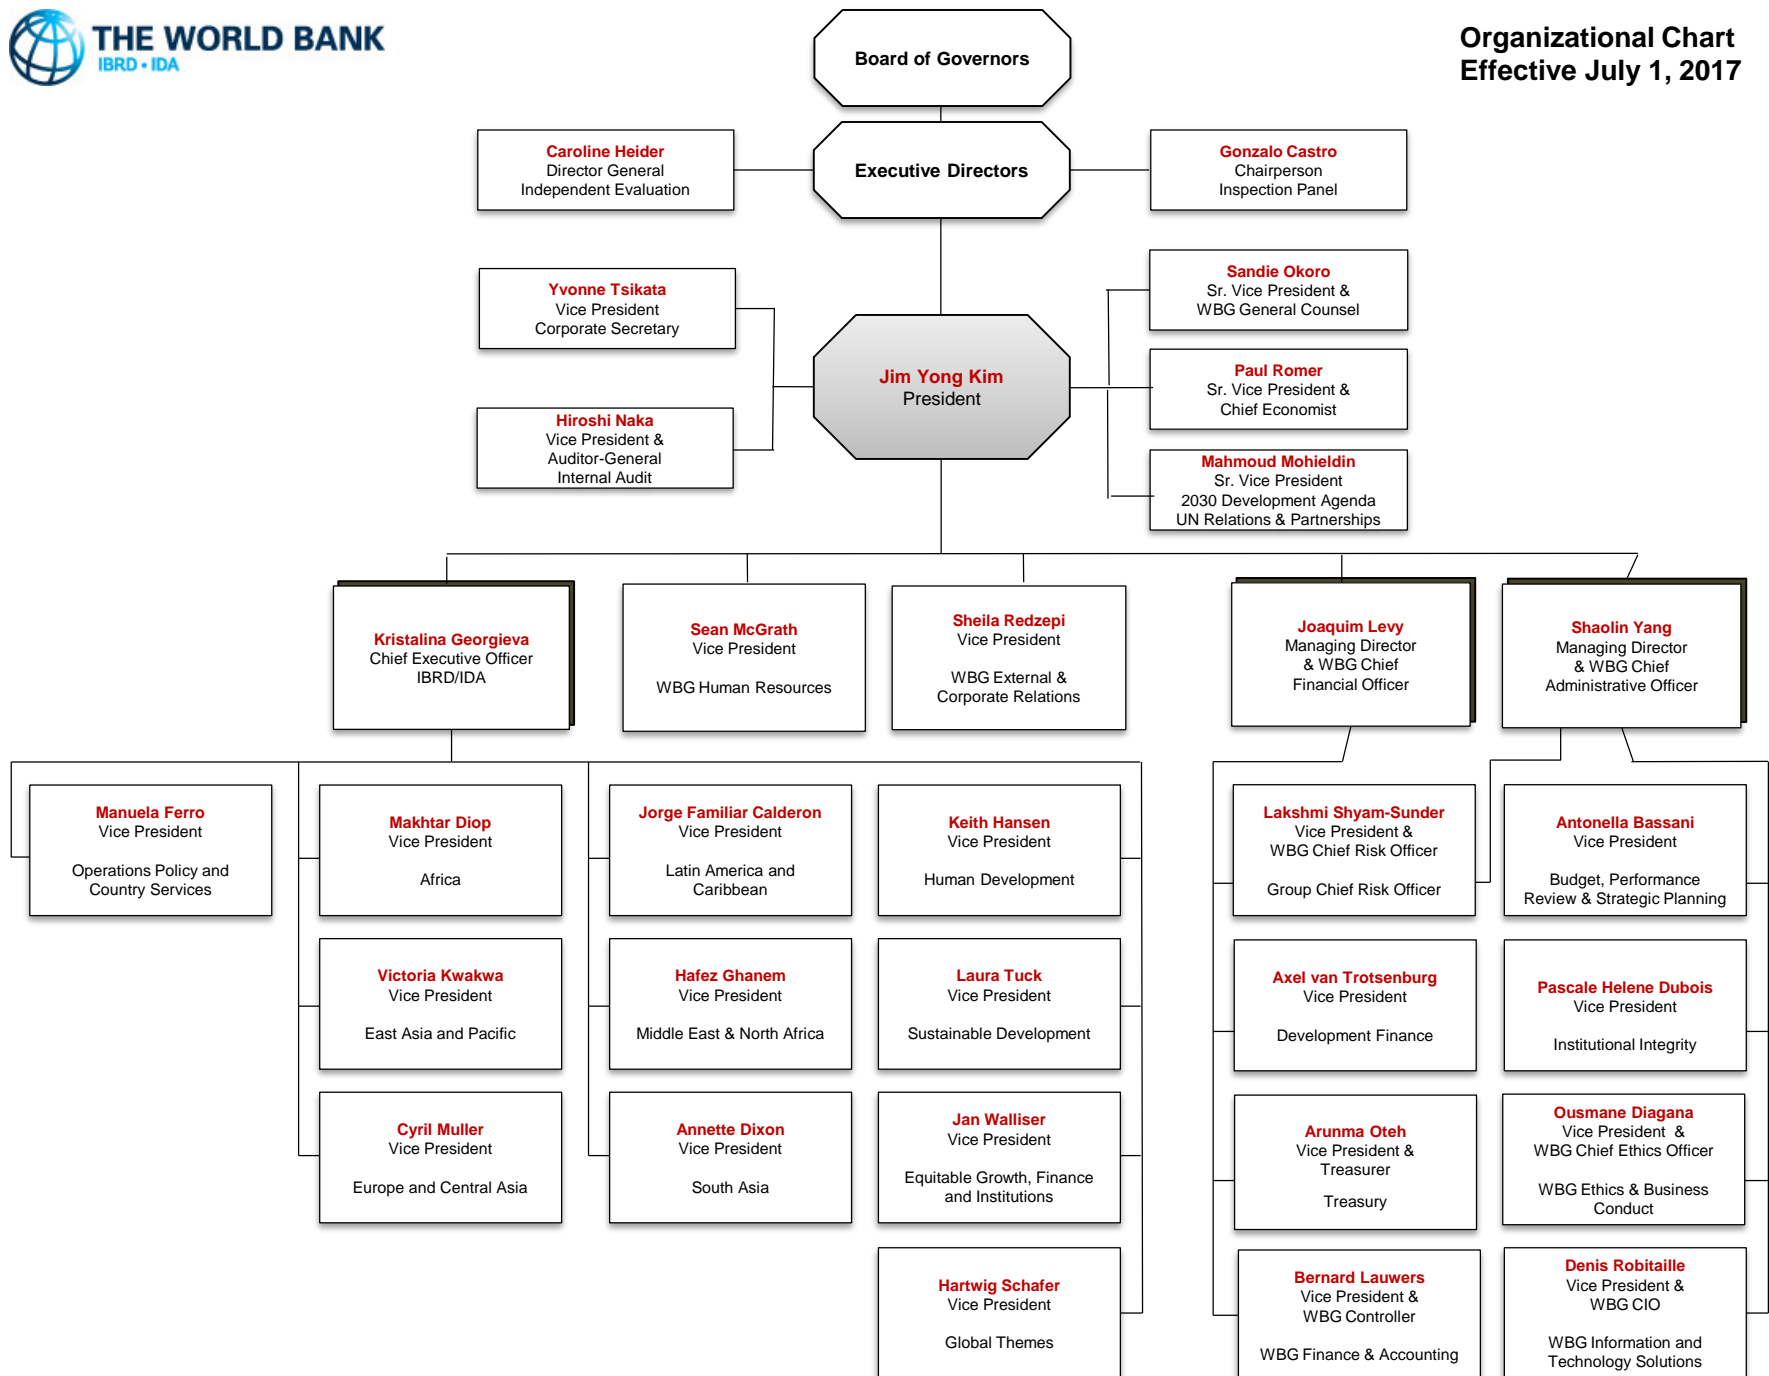 THE WORLD BANK
IBRD • IDA
Organizational Chart
Effective July 1, 2017
Board of Governors
Caroline Heider
Director General
Independent Evaluation
Executive Directors
Gonzalo Castro
Chairperson
Inspection Panel
Yvonne Tsikata
Vice President
Corporate Secretary
Sandie Okoro
Sr. Vice President &
WBG General Counsel
Jim Yong Kim
President
Paul Romer
Sr. Vice President &
Chief Economist
Hiroshi Naka
Vice President &
Auditor-General
Internal Audit
Mahmoud Mohieldin
Sr. Vice President
2030 Development Agenda
UN Relations & Partnerships
Kristalina Georgieva
Chief Executive Officer
IBRD/IDA
Sean McGrath
Vice President
WBG Human Resources
Sheila Redzepi
Vice President
WBG External &
Corporate Relations
Joaquim Levy
Managing Director
& WBG Chief
Financial Officer
Shaolin Yang
Managing Director
& WBG Chief
Administrative Officer
Manuela Ferro
Vice President
Operations Policy and
Country Services
Makhtar Diop
Vice President
Africa
Jorge Familiar Calderon
Vice President
Latin America and
Caribbean
Keith Hansen
Vice President
Human Development
Lakshmi Shyam-Sunder
Vice President &
WBG Chief Risk Officer
Group Chief Risk Officer
Antonella Bassani
Vice President
Budget, Performance
Review & Strategic Planning
Victoria Kwakwa
Vice President
East Asia and Pacific
Hafez Ghanem
Vice President
Middle East & North Africa
Laura Tuck
Vice President
Sustainable Development
Axel van Trotsenburg
Vice President
Development Finance
Pascale Helene Dubois
Vice President
Institutional Integrity
Cyril Muller
Vice President
Europe and Central Asia
Annette Dixon
Vice President
South Asia
Jan Walliser
Vice President
Equitable Growth, Finance
and Institutions
Arunma Oteh
Vice President &
Treasurer
Treasury
Ousmane Diagana
Vice President &
WBG Chief Ethics Officer
WBG Ethics & Business
Conduct
Hartwig Schafer
Vice President
Global Themes
Bernard Lauwers
Vice President &
WBG Controller
WBG Finance & Accounting
Denis Robitaille
Vice President &
WBG CIO
WBG Information and
Technology Solutions